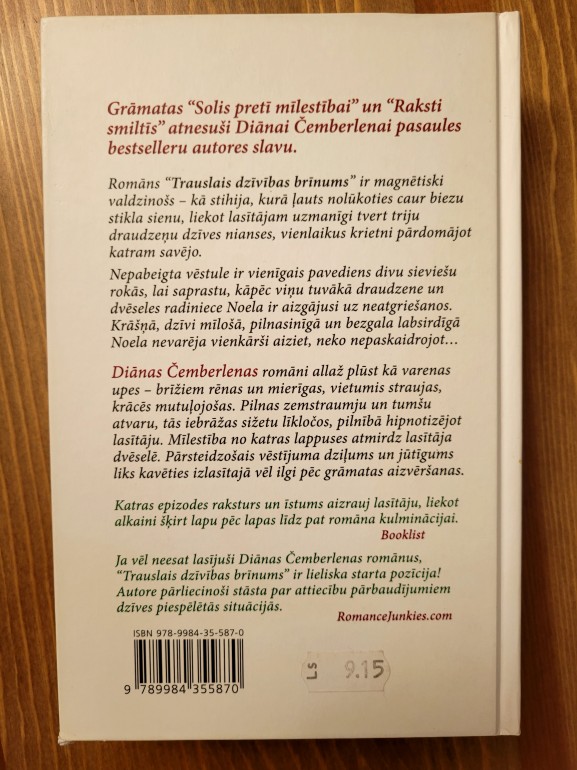 Grāmatas “Solis pretī mīlestībai” un “Raksti
smiltīs” atnesuši Diānai Čemberlenai pasaules
bestselleru autores slavu.
Romāns “Trauslais dzīvības brīnums” ir magnētiski
valdzinošs – kā stihija, kurā ļauts nolūkoties caur biezu
stikla sienu, liekot lasītājam uzmanīgi tvert triju
draudzeņu dzīves nianses, vienlaikus krietni pārdomājot
katram savējo.
Nepabeigta vēstule ir vienīgais pavediens divu sieviešu
rokās, lai saprastu, kāpēc viņu tuvākā draudzene un
dvēseles radiniece Noela ir aizgājusi uz neatgriešanos.
Krāšņā, dzīvi mīlošā, pilnasinīgā un bezgala labsirdīgā
Noela nevarēja vienkārši aiziet, neko nepaskaidrojot...
Diānas Čemberlenas romāni allaž plūst kā varenas
upes – brīžiem rēnas un mierīgas, vietumis straujas,
krācēs mutuļojošas. Pilnas zemstraumju un tumšu
atvaru, tās iebrāžas sižetu līkločos, pilnībā hipnotizējot
lasītāju. Mīlestība no katras lappuses atmirdz lasītāja
dvēselē. Pārsteidzošais vēstījuma dziļums un jūtīgums
liks kavēties izlasītajā vēl ilgi pēc grāmatas aizvēršanas.
Katras epizodes raksturs un īstums aizrauj lasītāju, liekot
alkaini šķirt lapu pēc lapas līdz pat romāna kulminācijai.
Booklist
Ja vēl neesat lasījuši Diānas Čemberlenas romānus,
“Trauslais dzīvības brīnums” ir lieliska starta pozīcija!
Autore pārliecinoši stāsta par attiecību pārbaudījumiem
dzīves piespēlētās situācijās.
RomanceJunkies.com
ISBN 978-9984-35-587-0
9 789984 355870
Ls 9.15